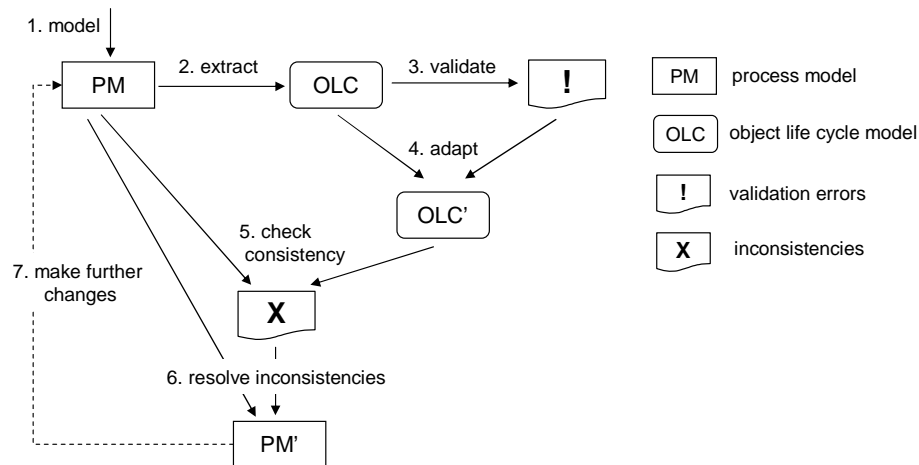 1. model
PM
2. extract
OLC
3. validate
!
4. adapt
OLC'
5. check
consistency
X
6. resolve inconsistencies
PM'
7. make further
changes
PM
process model
OLC
object life cycle model
!
validation errors
X
inconsistencies